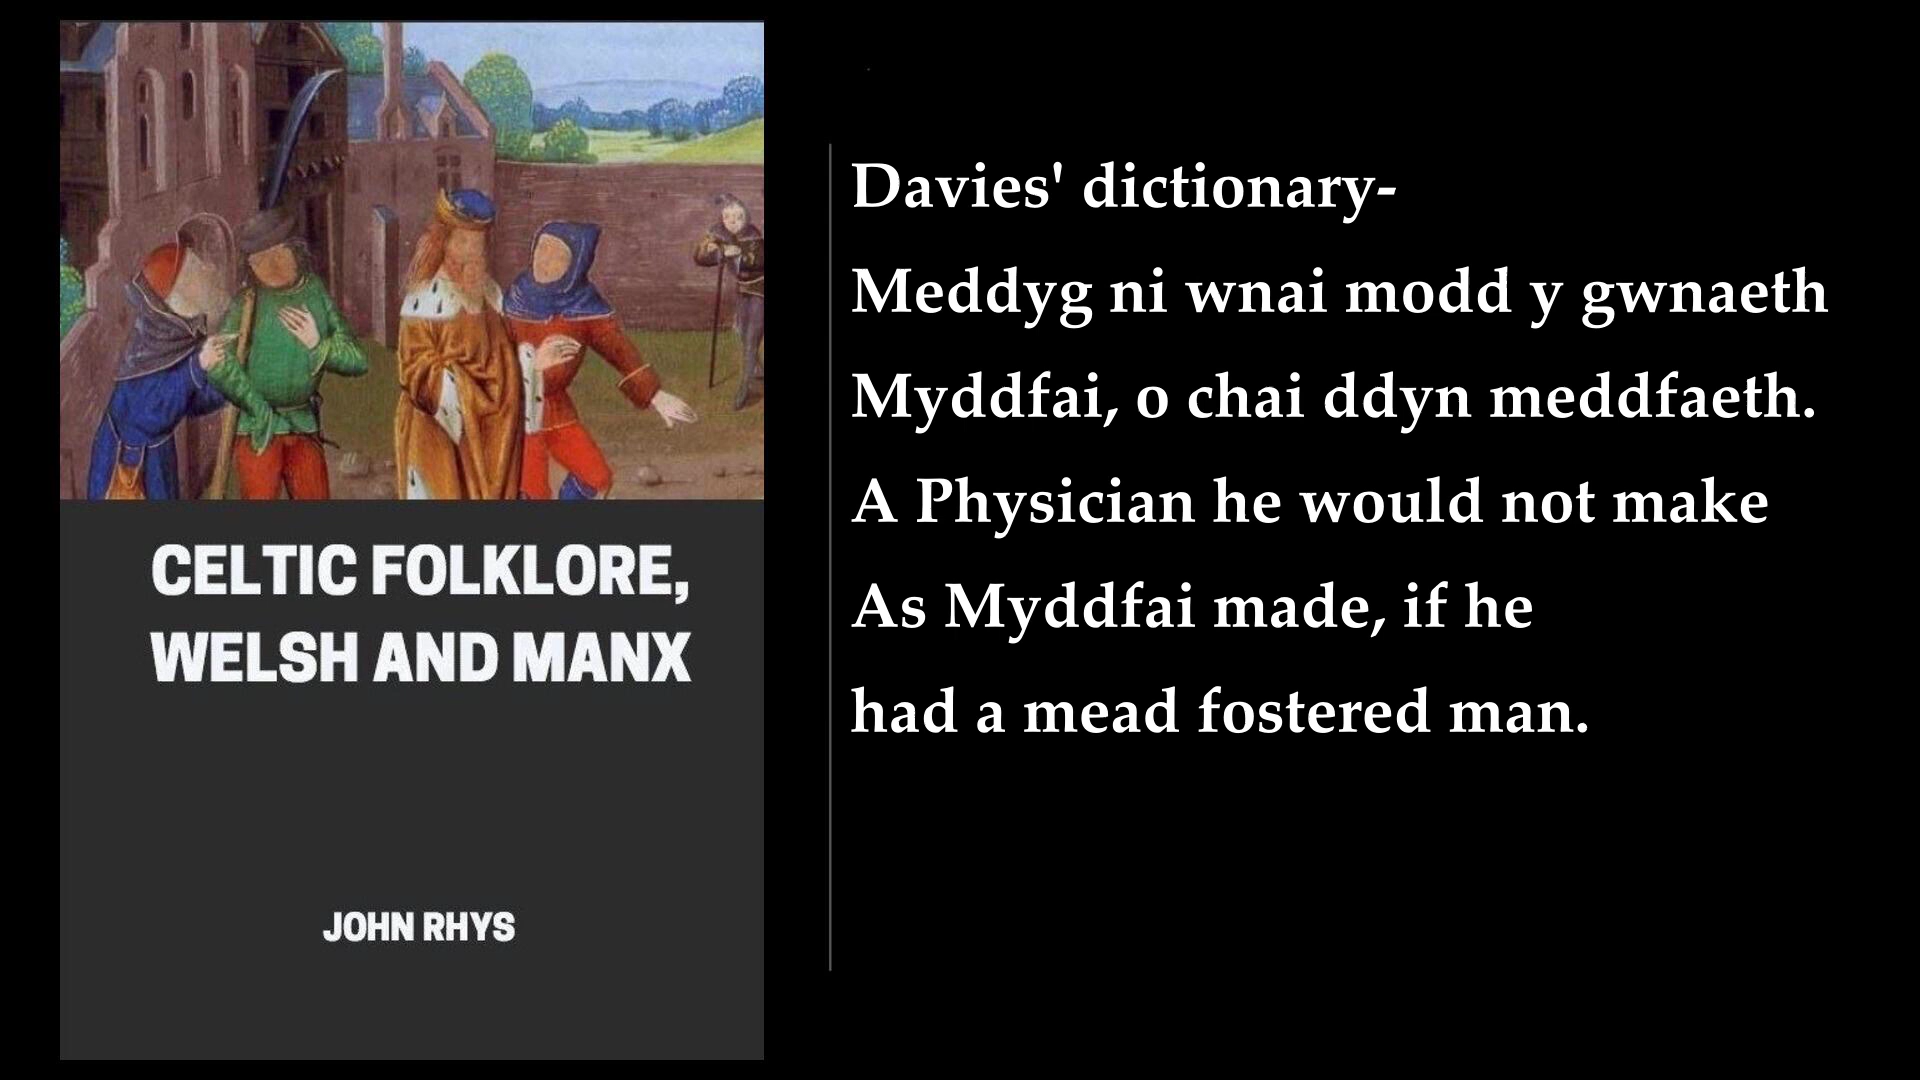 CELTIC FOLKLORE,
WELSH AND MANX
JOHN RHYS
Davies' dictionary-
Meddyg ni wnai modd y gwnaeth
Myddfai, o chai ddyn meddfaeth.
A Physician he would not make
As Myddfai made, if he
had a mead fostered man.